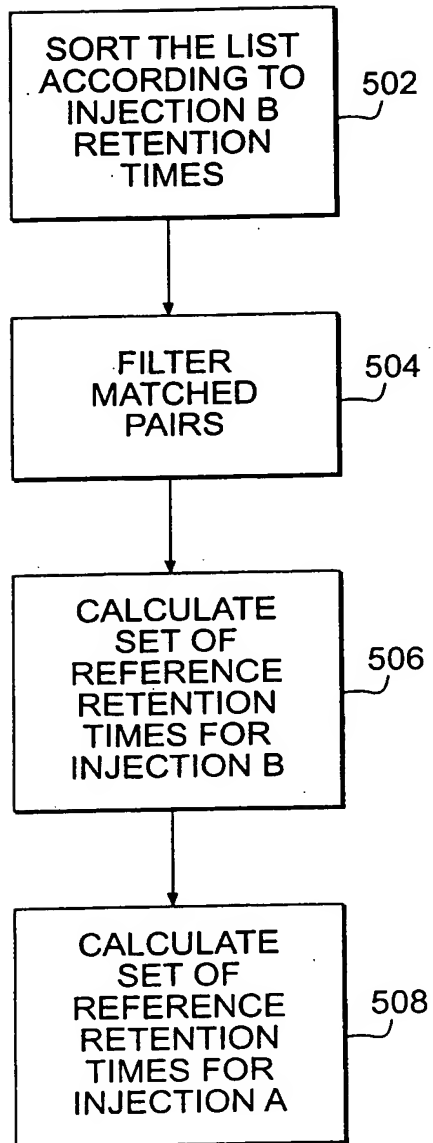 SORT THE LIST
ACCORDING TO
INJECTION B
RETENTION
TIMES
502
FILTER
MATCHED
PAIRS
504
CALCULATE
SET OF
REFERENCE
RETENTION
TIMES FOR
INJECTION B
506
CALCULATE
SET OF
REFERENCE
RETENTION
TIMES FOR
INJECTION A
508